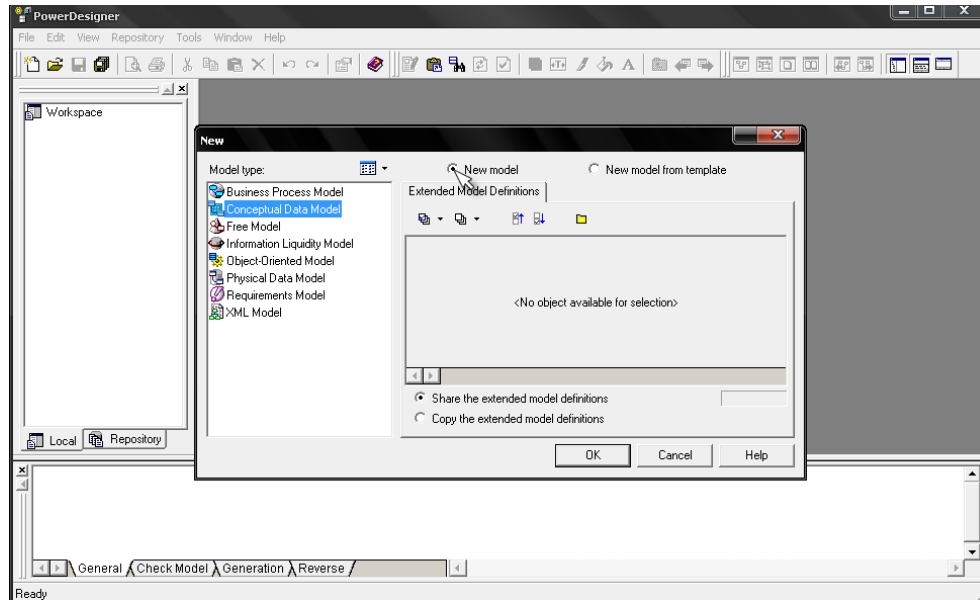 PowerDesigner
File Edit View Repository Tools Window Help
Workspace
New
Model type:
New model
New model from template
Business Process Model
Conceptual Data Model
Free Model
Information Liquidity Model
Object-Oriented Model
Physical Data Model
Requirements Model
XML Model
Extended Model Definitions
<No object available for selection>
Share the extended model definitions
Copy the extended model definitions
OK Cancel Help
Local Repository
General Check Model Generation Reverse
Ready